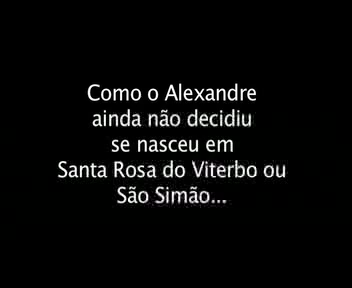 Como o Alexandre
ainda não decidiu
se nasceu em
Santa Rosa do Viterbo ou
São Simão...